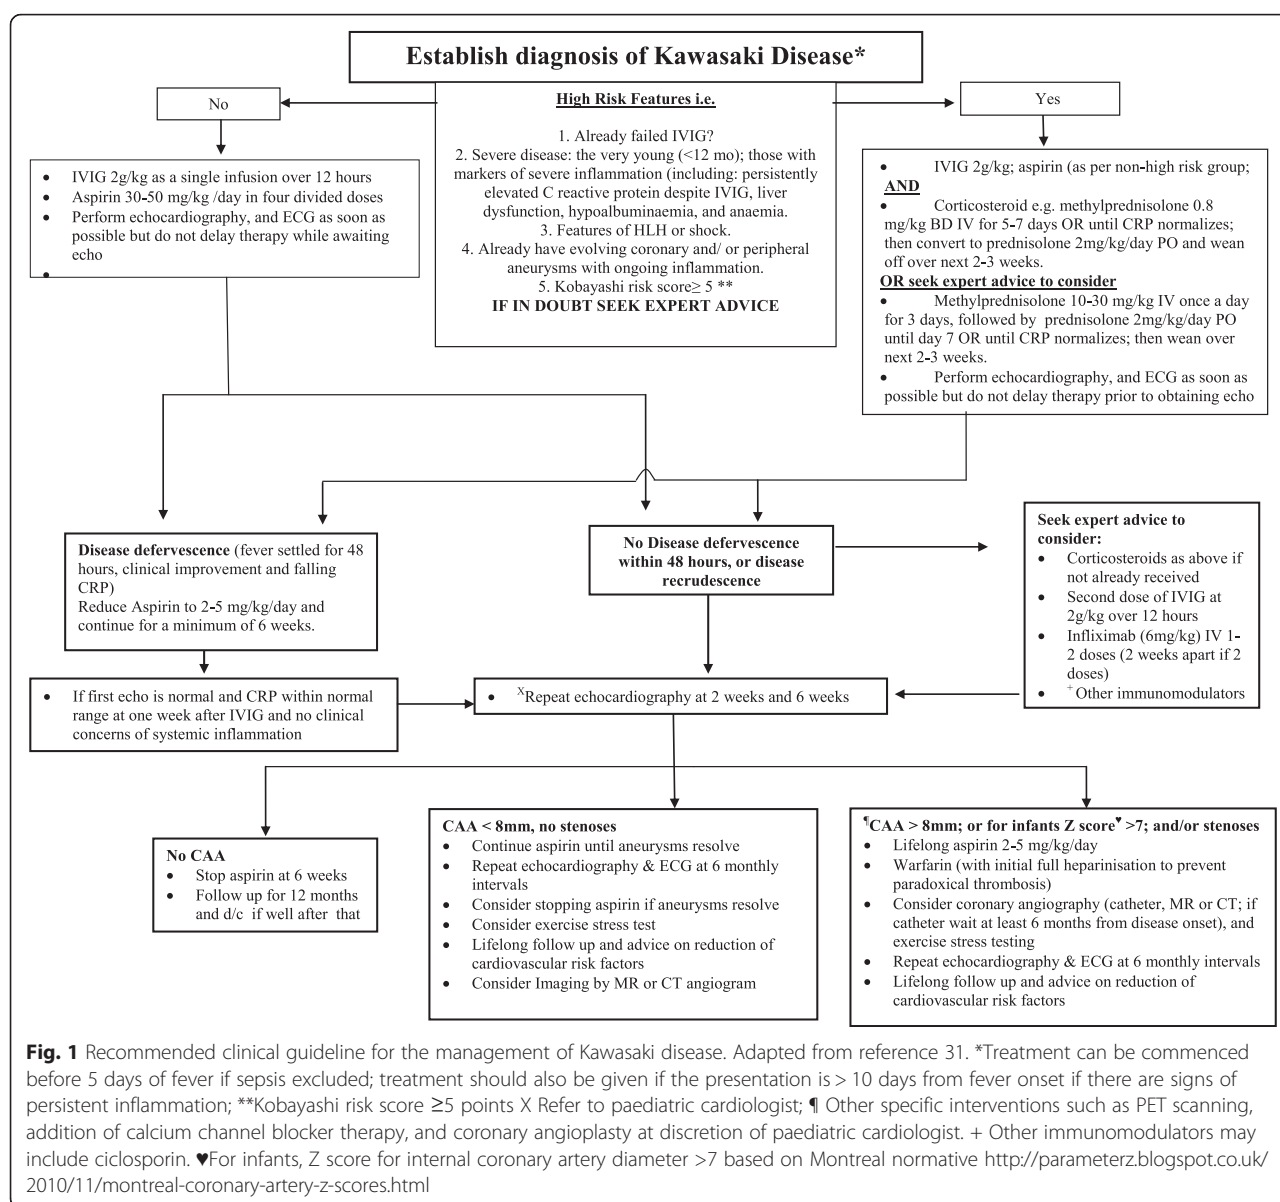 Establish diagnosis of Kawasaki Disease*
No
High Risk Features i.e.
1. Already failed IVIG?
2. Severe disease: the very young (<12 mo); those with
markers of severe inflammation (including: persistently
elevated C reactive protein despite IVIG, liver
dysfunction, hypoalbuminaemia, and anaemia.
3. Features of HLH or shock.
4. Already have evolving coronary and/ or peripheral
aneurysms with ongoing inflammation.
5. Kobayashi risk score≥ 5 **
IF IN DOUBT SEEK EXPERT ADVICE
Yes
• IVIG 2g/kg as a single infusion over 12 hours
• Aspirin 30-50 mg/kg /day in four divided doses
• Perform echocardiography, and ECG as soon as
possible but do not delay therapy while awaiting
echo
•
• IVIG 2g/kg; aspirin (as per non-high risk group;
AND
• Corticosteroid e.g. methylprednisolone 0.8
mg/kg BD IV for 5-7 days OR until CRP normalizes;
then convert to prednisolone 2mg/kg/day PO and wean
off over next 2-3 weeks.
OR seek expert advice to consider
• Methylprednisolone 10-30 mg/kg IV once a day
for 3 days, followed by prednisolone 2mg/kg/day PO
until day 7 OR until CRP normalizes; then wean over
next 2-3 weeks.
• Perform echocardiography, and ECG as soon as
possible but do not delay therapy prior to obtaining echo
Disease defervescence (fever settled for 48
hours, clinical improvement and falling
CRP)
Reduce Aspirin to 2-5 mg/kg/day and
continue for a minimum of 6 weeks.
No Disease defervescence
within 48 hours, or disease
recrudescence
Seek expert advice to
consider:
• Corticosteroids as above if
not already received
• Second dose of IVIG at
2g/kg over 12 hours
• Infliximab (6mg/kg) IV 1-
2 doses (2 weeks apart if 2
doses)
• + Other immunomodulators
• If first echo is normal and CRP within normal
range at one week after IVIG and no clinical
concerns of systemic inflammation
• XRepeat echocardiography at 2 weeks and 6 weeks
No CAA
• Stop aspirin at 6 weeks
• Follow up for 12 months
and d/c if well after that
CAA < 8mm, no stenoses
• Continue aspirin until aneurysms resolve
• Repeat echocardiography & ECG at 6 monthly
intervals
• Consider stopping aspirin if aneurysms resolve
• Consider exercise stress test
• Lifelong follow up and advice on reduction of
cardiovascular risk factors
• Consider Imaging by MR or CT angiogram
¶CAA > 8mm; or for infants Z score♥ >7; and/or stenoses
• Lifelong aspirin 2-5 mg/kg/day
• Warfarin (with initial full heparinisation to prevent
paradoxical thrombosis)
• Consider coronary angiography (catheter, MR or CT; if
catheter wait at least 6 months from disease onset), and
exercise stress testing
• Repeat echocardiography & ECG at 6 monthly intervals
• Lifelong follow up and advice on reduction of
cardiovascular risk factors
Fig. 1 Recommended clinical guideline for the management of Kawasaki disease. Adapted from reference 31. *Treatment can be commenced
before 5 days of fever if sepsis excluded; treatment should also be given if the presentation is > 10 days from fever onset if there are signs of
persistent inflammation; **Kobayashi risk score ≥5 points X Refer to paediatric cardiologist; ¶ Other specific interventions such as PET scanning,
addition of calcium channel blocker therapy, and coronary angioplasty at discretion of paediatric cardiologist. + Other immunomodulators may
include ciclosporin. ♥For infants, Z score for internal coronary artery diameter >7 based on Montreal normative http://parameterz.blogspot.co.uk/
2010/11/montreal-coronary-artery-z-scores.html